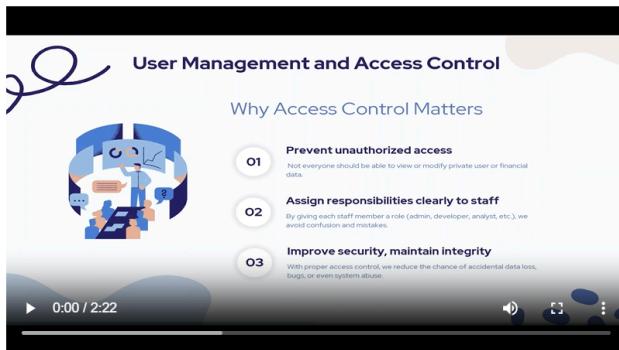 User Management and Access Control
Why Access Control Matters
01
Prevent unauthorized access
Not everyone should be able to view or modify private user or financial
data.
02
Assign responsibilities clearly to staff
By giving each staff member a role (admin, developer, analyst, etc.), we
avoid confusion and mistakes.
03
Improve security, maintain integrity
With proper access control, we reduce the chance of accidental data loss,
bugs, or even system abuse.
0:00 / 2:22